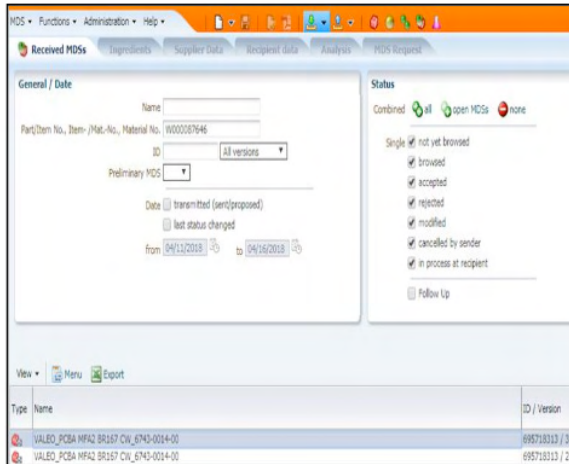 MDS Functions Administration Help
Received MDSs Ingredients Supplier Data Recipient data Analysis MDS Request
General / Date
Name
Part/Item No., Item- /Mat.-No., Material No. W000087646
ID All versions
Preliminary MDS
Date transmitted (sent/proposed)
last status changed
from 04/11/2018 to 04/16/2018
Status
Combined all open MDSs none
Single not yet browsed
browsed
accepted
rejected
modified
cancelled by sender
in process at recipient
Follow Up
View Menu Export
Type Name ID / Version
VALEO_PCBA MFA2 BR167 CW_6743-0014-00 695718313 / 3
VALEO_PCBA MFA2 BR167 CW_6743-0014-00 695718313 / 2